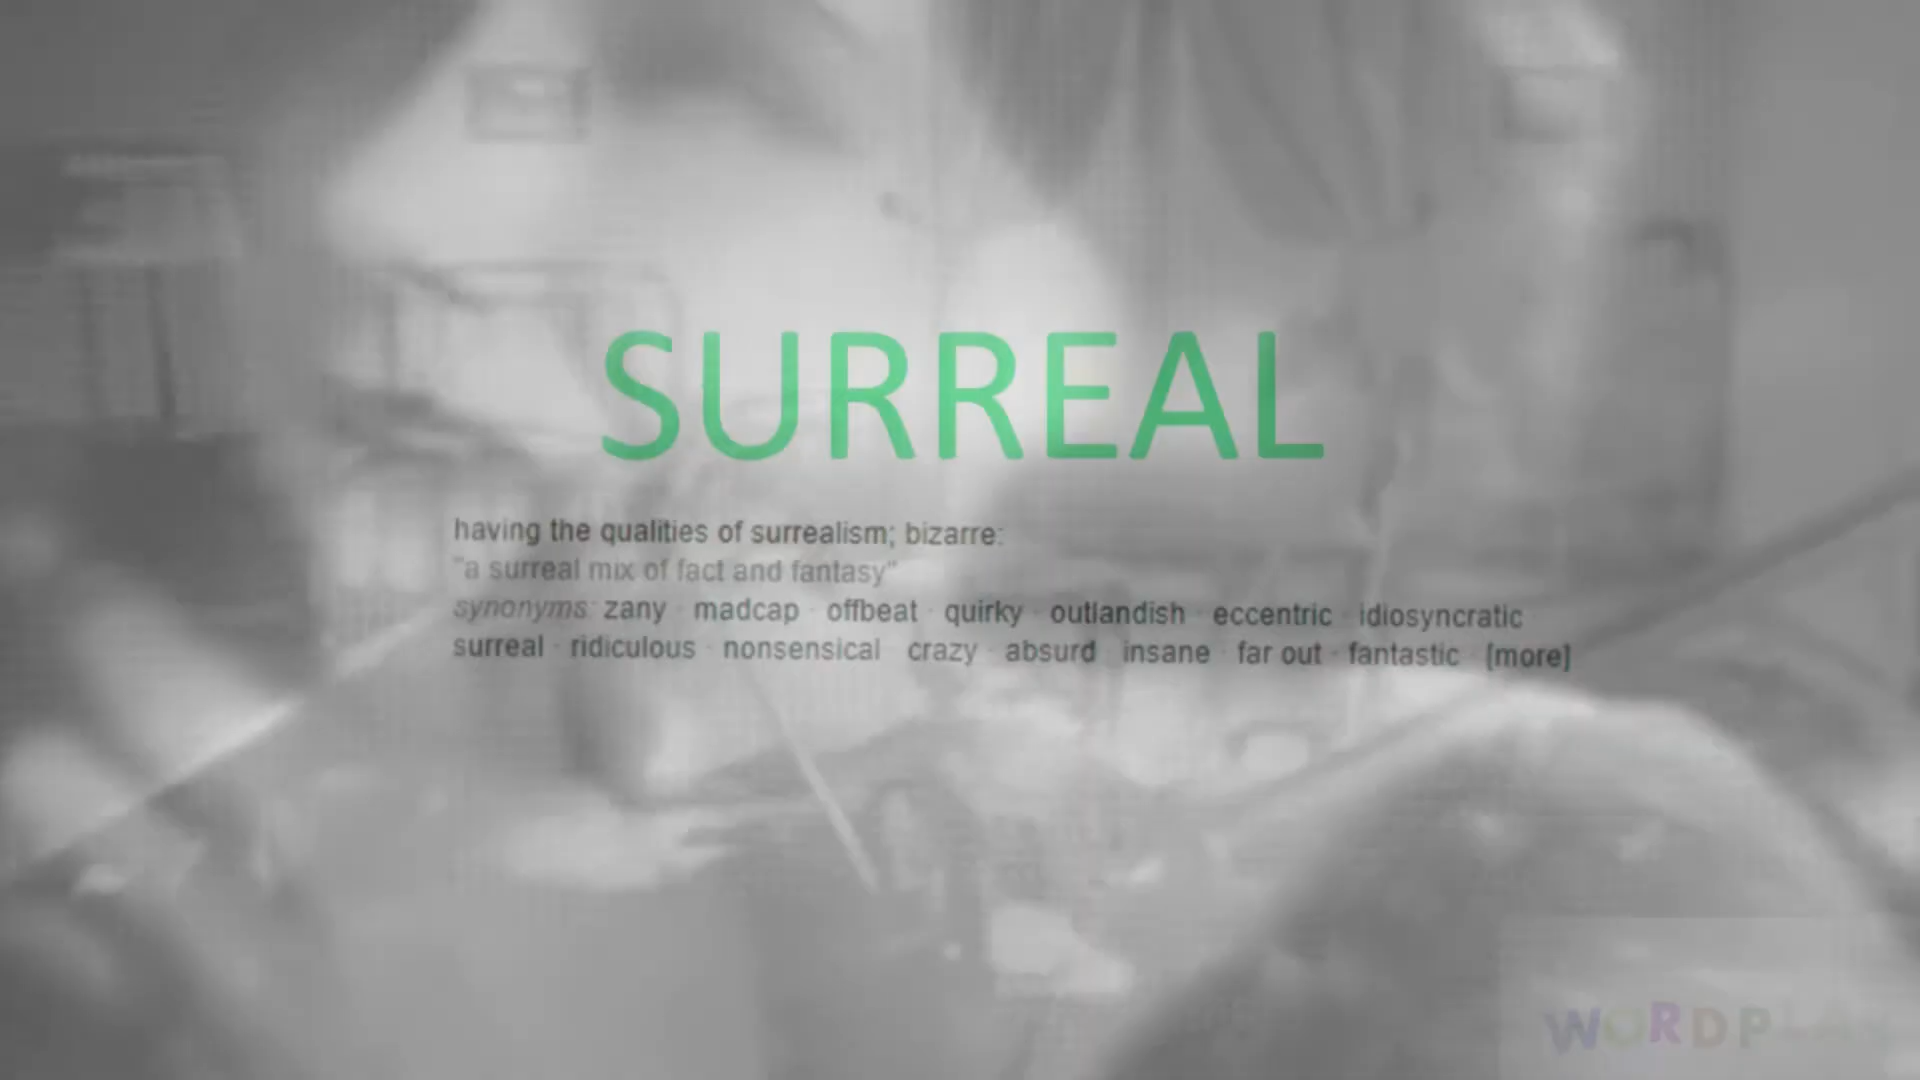 SURREAL
having the qualities of surrealism; bizarre:
"a surreal mix of fact and fantasy"
synonyms: zany · madcap · offbeat · quirky · outlandish · eccentric · idiosyncratic
surreal · ridiculous · nonsensical · crazy · absurd · insane · far out · fantastic · [more]
WORDPLAY